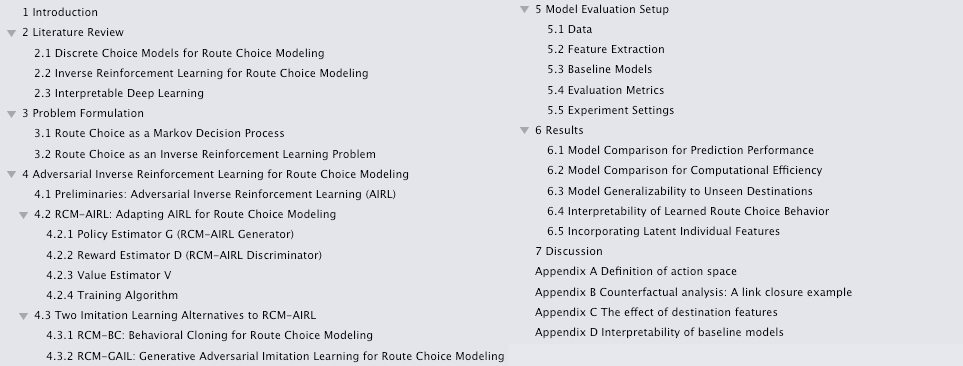 1 Introduction
2 Literature Review
2.1 Discrete Choice Models for Route Choice Modeling
2.2 Inverse Reinforcement Learning for Route Choice Modeling
2.3 Interpretable Deep Learning
3 Problem Formulation
3.1 Route Choice as a Markov Decision Process
3.2 Route Choice as an Inverse Reinforcement Learning Problem
4 Adversarial Inverse Reinforcement Learning for Route Choice Modeling
4.1 Preliminaries: Adversarial Inverse Reinforcement Learning (AIRL)
4.2 RCM-AIRL: Adapting AIRL for Route Choice Modeling
4.2.1 Policy Estimator G (RCM-AIRL Generator)
4.2.2 Reward Estimator D (RCM-AIRL Discriminator)
4.2.3 Value Estimator V
4.2.4 Training Algorithm
4.3 Two Imitation Learning Alternatives to RCM-AIRL
4.3.1 RCM-BC: Behavioral Cloning for Route Choice Modeling
4.3.2 RCM-GAIL: Generative Adversarial Imitation Learning for Route Choice Modeling
5 Model Evaluation Setup
5.1 Data
5.2 Feature Extraction
5.3 Baseline Models
5.4 Evaluation Metrics
5.5 Experiment Settings
6 Results
6.1 Model Comparison for Prediction Performance
6.2 Model Comparison for Computational Efficiency
6.3 Model Generalizability to Unseen Destinations
6.4 Interpretability of Learned Route Choice Behavior
6.5 Incorporating Latent Individual Features
7 Discussion
Appendix A Definition of action space
Appendix B Counterfactual analysis: A link closure example
Appendix C The effect of destination features
Appendix D Interpretability of baseline models